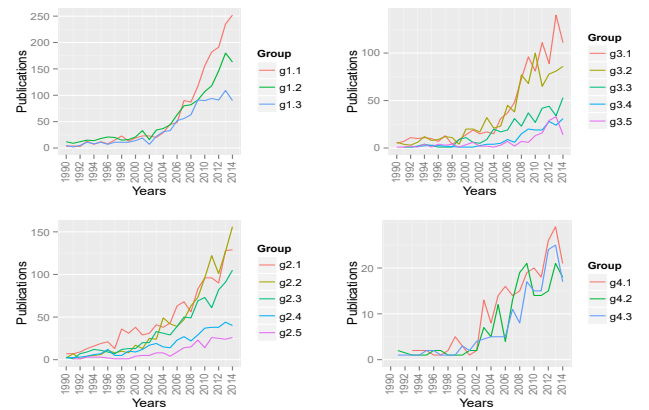 250
200
150
100
50
0
Publications
1990
1992
1994
1996
1998
2000
2002
2004
2006
2008
2010
2012
2014
Years
Group
g1.1
g1.2
g1.3
100
50
0
Publications
1990
1992
1994
1996
1998
2000
2002
2004
2006
2008
2010
2012
2014
Years
Group
g3.1
g3.2
g3.3
g3.4
g3.5
150
100
50
0
Publications
1990
1992
1994
1996
1998
2000
2002
2004
2006
2008
2010
2012
2014
Years
Group
g2.1
g2.2
g2.3
g2.4
g2.5
20
10
0
Publications
1990
1992
1994
1996
1998
2000
2002
2004
2006
2008
2010
2012
2014
Years
Group
g4.1
g4.2
g4.3